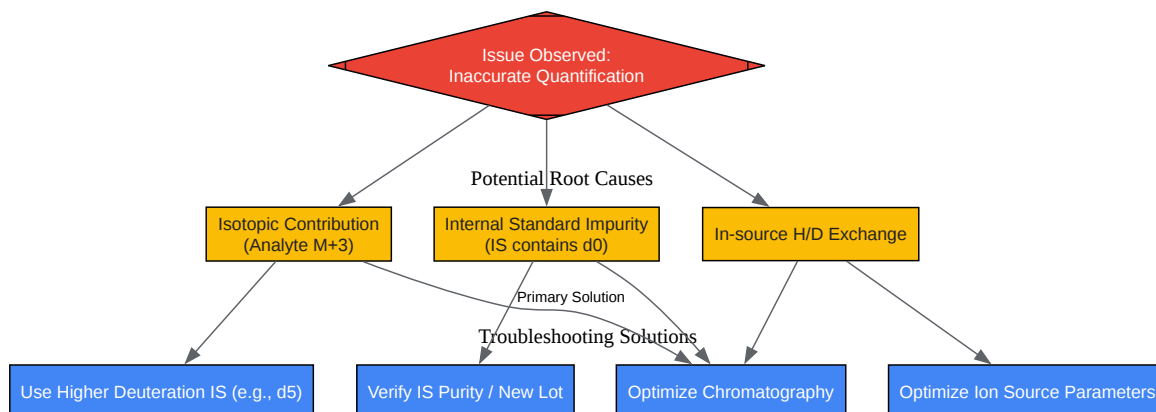 Issue Observed:
Inaccurate Quantification
Potential Root Causes
Isotopic Contribution
(Analyte M+3)
Internal Standard Impurity
(IS contains d0)
In-source H/D Exchange
Primary Solution
Troubleshooting Solutions
Use Higher Deuteration IS (e.g., d5)
Verify IS Purity / New Lot
Optimize Chromatography
Optimize Ion Source Parameters